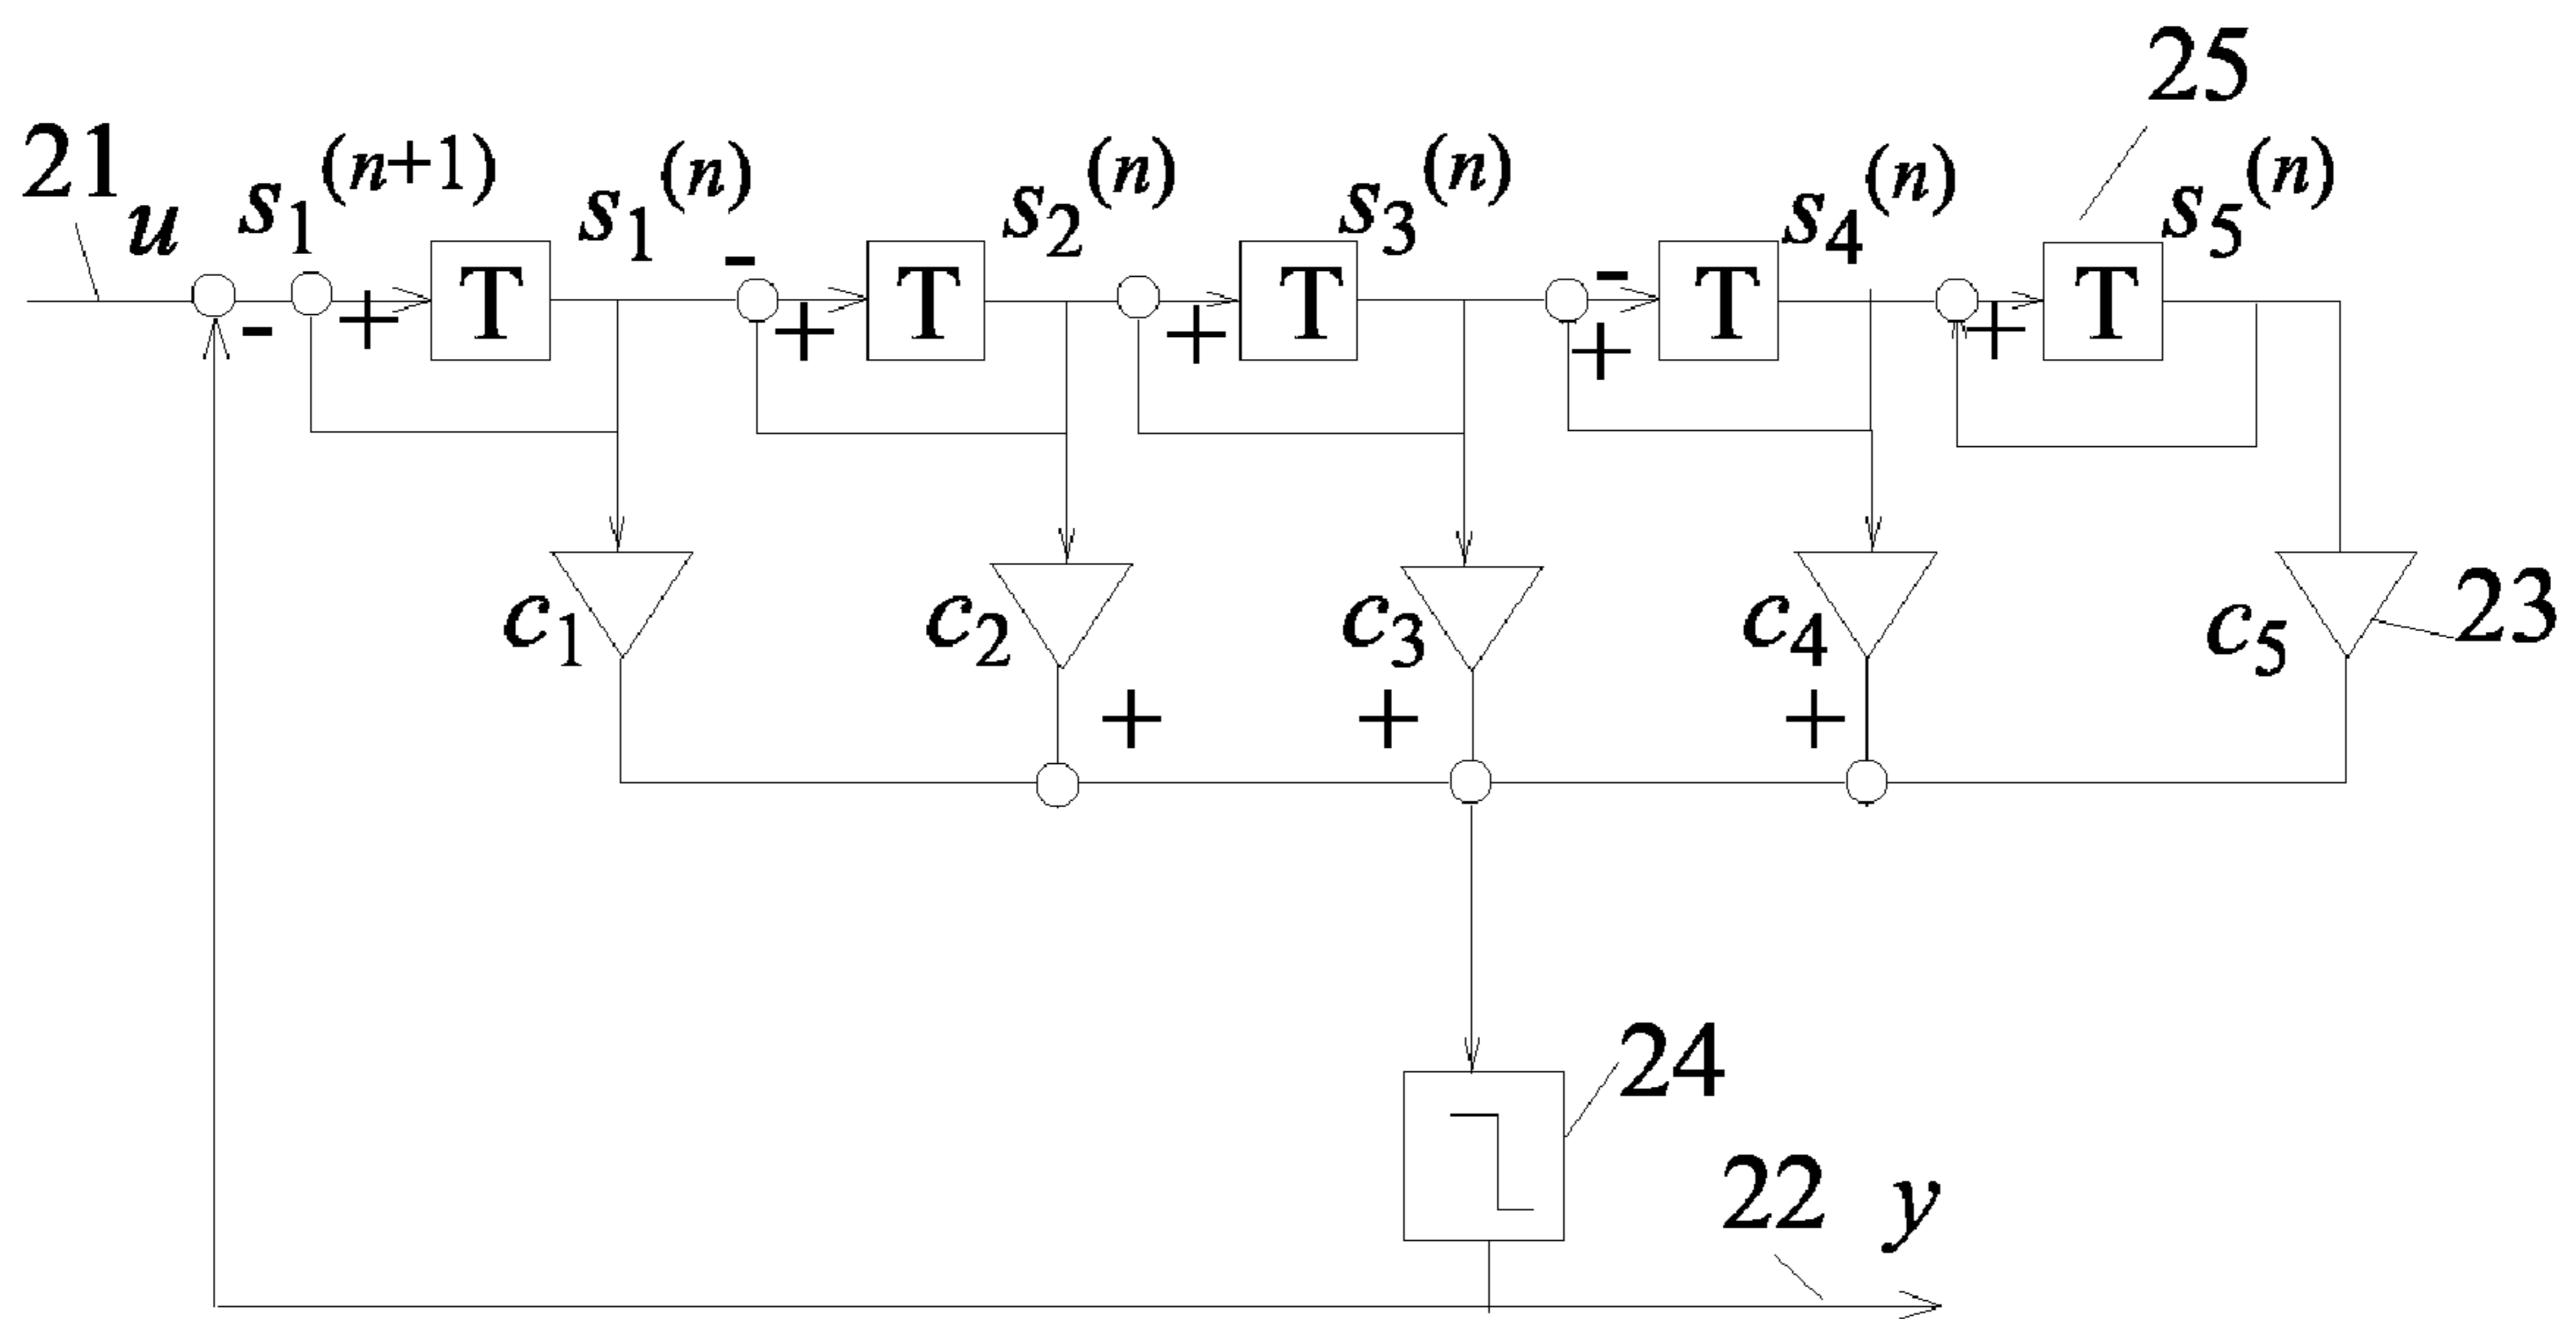 25
21 u s₁⁽ⁿ⁺¹⁾ s₁⁽ⁿ⁾ s₂⁽ⁿ⁾ s₃⁽ⁿ⁾ s₄⁽ⁿ⁾ s₅⁽ⁿ⁾
- -
T T T T T
- + + + + +
c₁ c₂ c₃ c₄ c₅ 23
+ + +
24
22 y